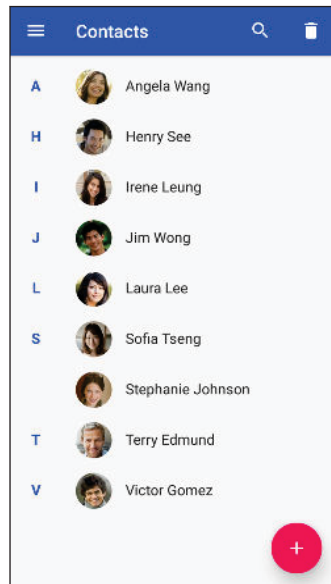 Contacts
A Angela Wang
H Henry See
I Irene Leung
J Jim Wong
L Laura Lee
S Sofia Tseng
Stephanie Johnson
T Terry Edmund
V Victor Gomez
+